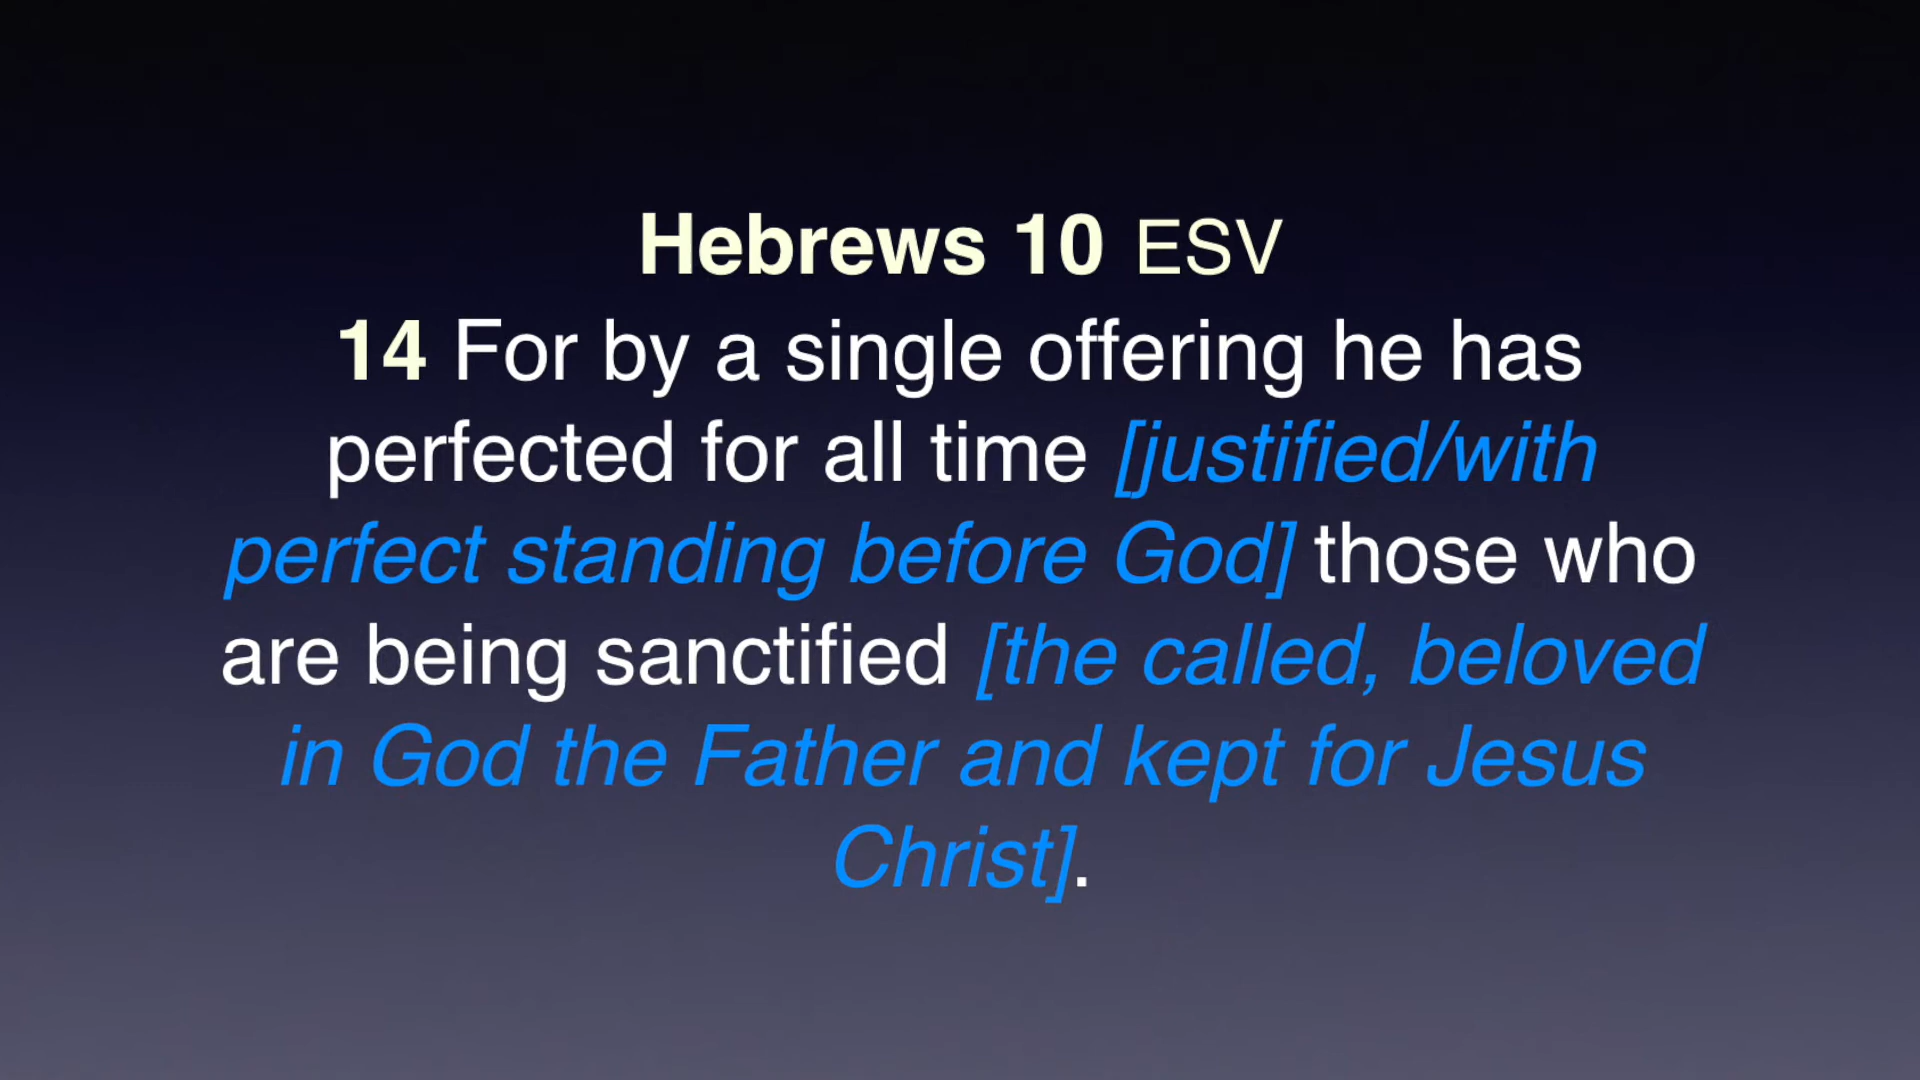 Hebrews 10 ESV
14 For by a single offering he has
perfected for all time [justified/with
perfect standing before God] those who
are being sanctified [the called, beloved
in God the Father and kept for Jesus
Christ].